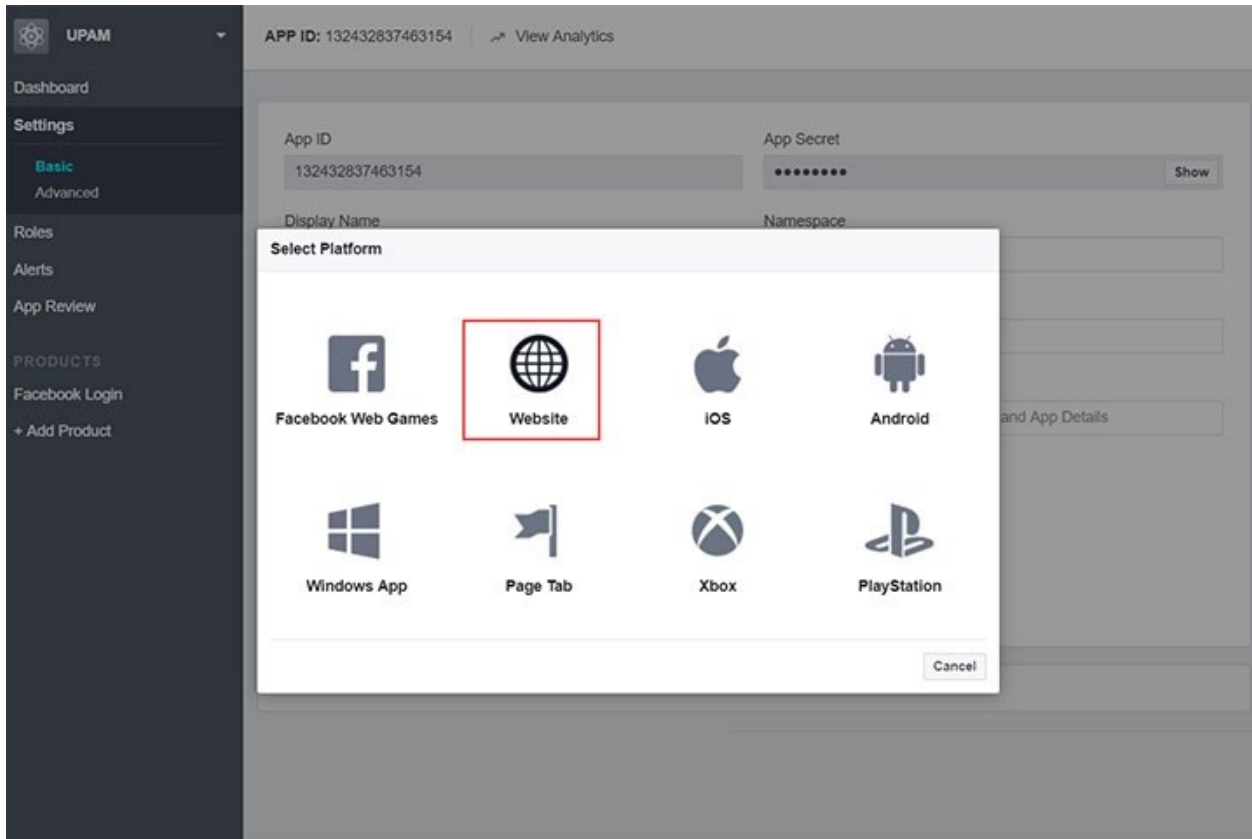 UPAM
APP ID: 132432837463154
View Analytics
Dashboard
Settings
Basic
Advanced
Roles
Alerts
App Review
PRODUCTS
Facebook Login
+ Add Product
App ID
App Secret
132432837463154
••••••••
Show
Display Name
Namespace
Select Platform
Facebook Web Games
Website
iOS
Android
and App Details
Windows App
Page Tab
Xbox
PlayStation
Cancel